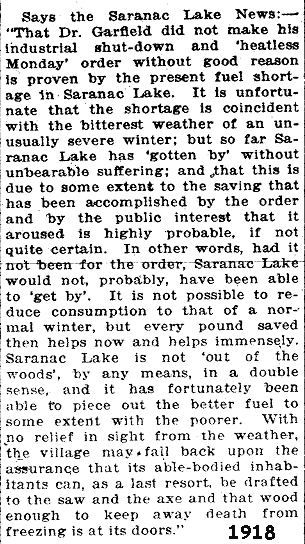 Says the Saranac Lake News:—
"That Dr. Garfield did not make his
industrial shut-down and 'heatless
Monday' order without good reason
is proven by the present fuel short-
age in Saranac Lake. It is unfortu-
nate that the shortage is coincident
with the bitterest weather of an un-
usually severe winter; but so far Sa-
ranac Lake has 'gotten by' without
unbearable suffering; and that this is
due to some extent to the saving that
has been accomplished by the order
and by the public interest that it
aroused is highly probable, if not
quite certain. In other words, had it
not been for the order, Saranac Lake
would not, probably, have been able
to 'get by'. It is not possible to re-
duce consumption to that of a nor-
mal winter, but every pound saved
then helps now and helps immensely.
Saranac Lake is not 'out of the
woods', by any means, in a double
sense, and it has fortunately been
able to piece out the better fuel to
some extent with the poorer. With
no relief in sight from the weather,
the village may fall back upon the
assurance that its able-bodied inhab-
itants can, as a last resort, be drafted
to the saw and the axe and that wood
enough to keep away death from
freezing is at its doors."
1918